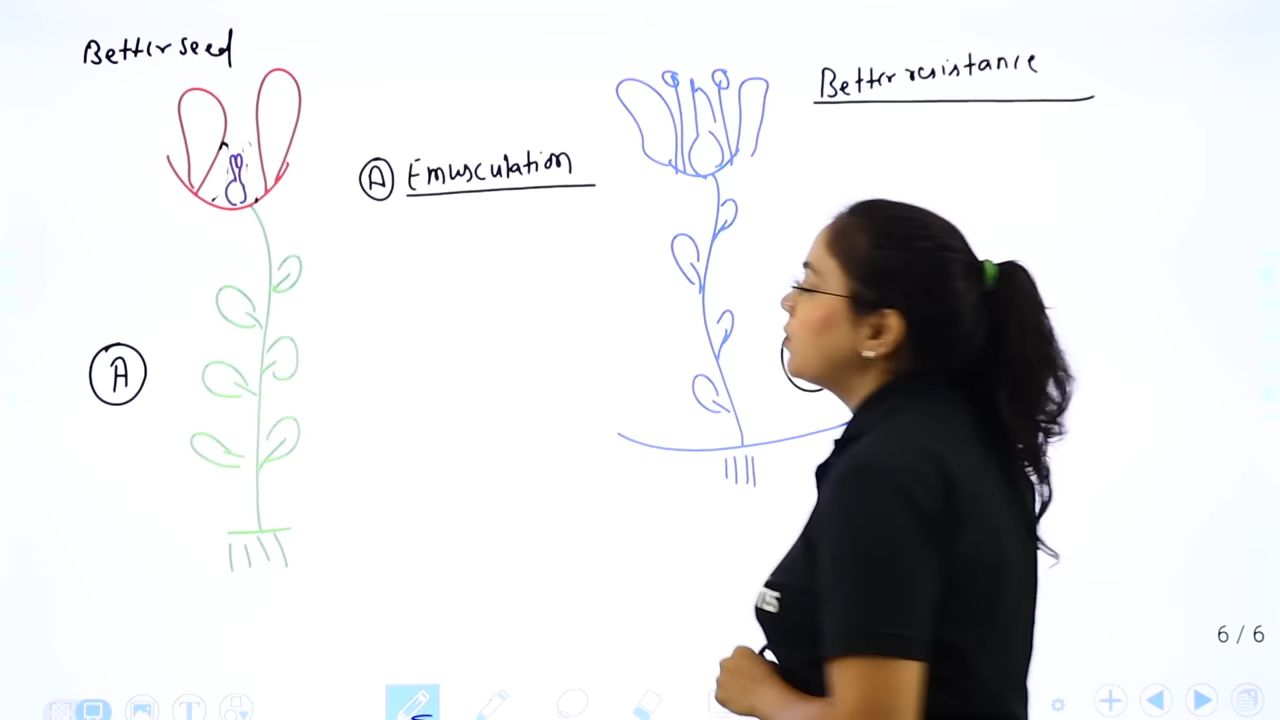 Better seed
Better resistance
A Emusculation
A
6 / 6